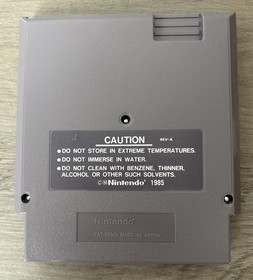 CAUTION REV-A
•DO NOT STORE IN EXTREME TEMPERATURES.
•DO NOT IMMERSE IN WATER.
•DO NOT CLEAN WITH BENZENE, THINNER,
ALCOHOL OR OTHER SUCH SOLVENTS.
©™Nintendo® 1985
Nintendo